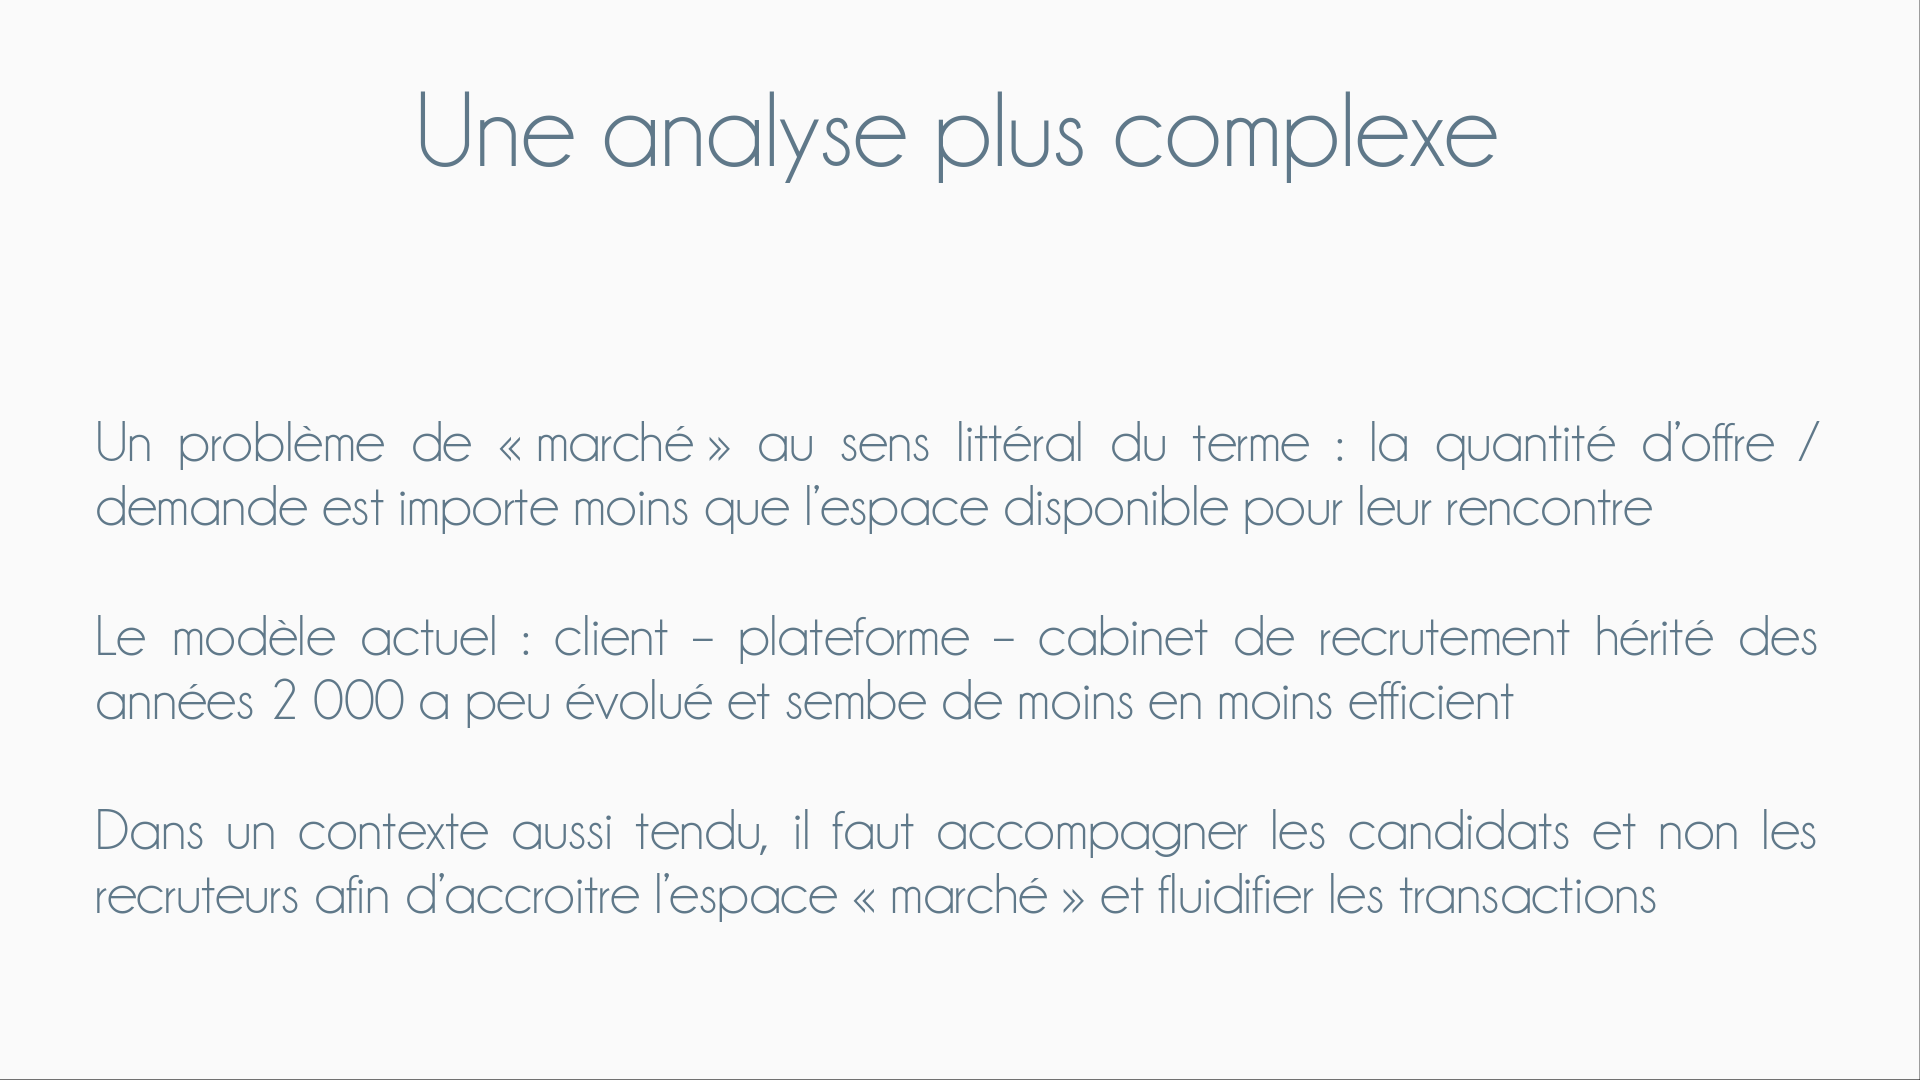 Une analyse plus complexe
Un problème de « marché » au sens littéral du terme : la quantité d’offre /
demande est importe moins que l’espace disponible pour leur rencontre
Le modèle actuel : client – plateforme – cabinet de recrutement hérité des
années 2 000 a peu évolué et sembe de moins en moins efficient
Dans un contexte aussi tendu, il faut accompagner les candidats et non les
recruteurs afin d’accroitre l’espace « marché » et fluidifier les transactions